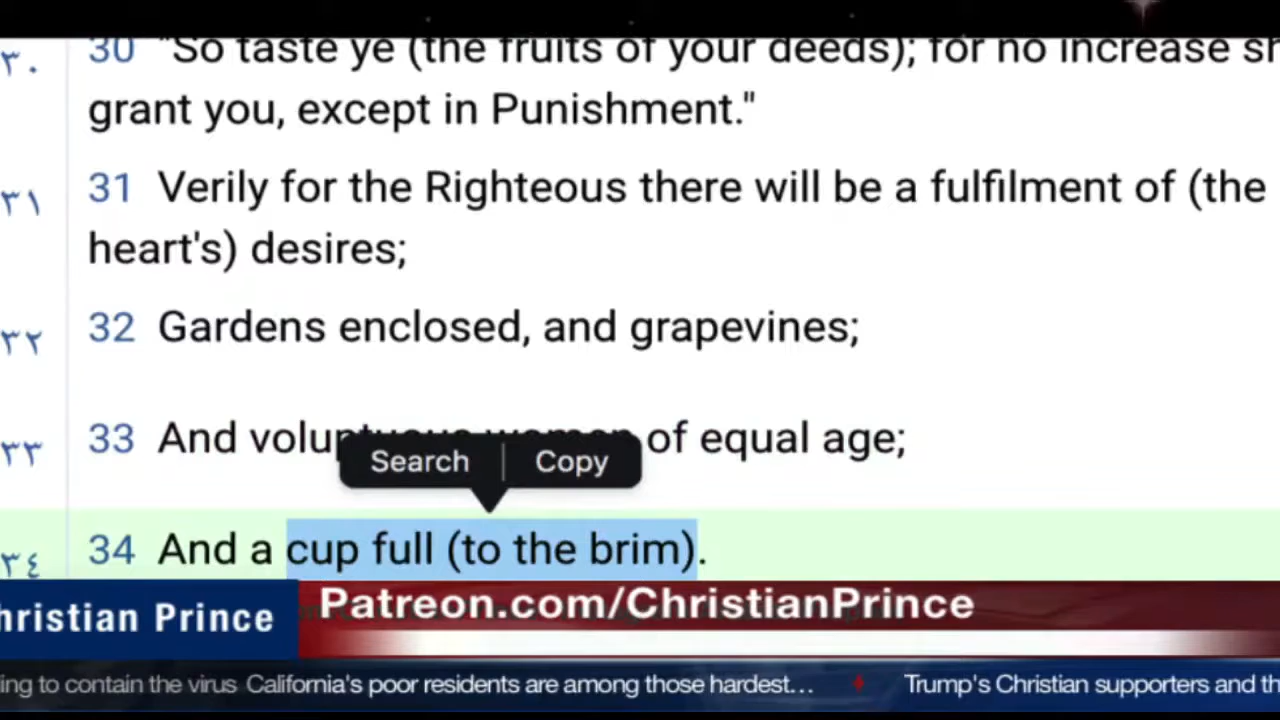 ٣٠ 30 "So taste ye (the fruits of your deeds); for no increase
grant you, except in Punishment."
٣١ 31 Verily for the Righteous there will be a fulfilment of (the
heart's) desires;
٣٢ 32 Gardens enclosed, and grapevines;
٣٣ 33 And voluptuous women of equal age;
Search Copy
٣٤ 34 And a cup full (to the brim).
hristian Prince Patreon.com/ChristianPrince
ing to contain the virus California's poor residents are among those hardest... Trump's Christian supporters and th